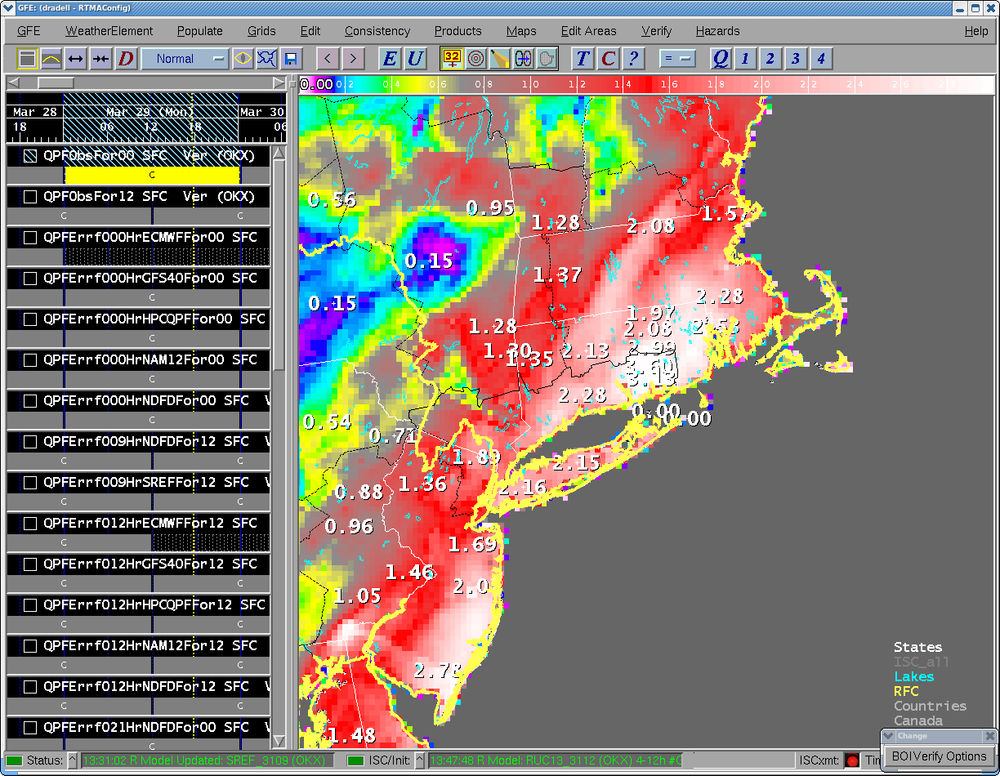 GFE: (dradell - RTMAConfig)
GFE WeatherElement Populate Grids Edit Consistency Products Maps Edit Areas Verify Hazards Help
D Normal < > E U 32 T C ? = Q 1 2 3 4
0.00 0.2 0.4 0.6 0.8 1.0 1.2 1.4 1.6 1.8 2.0 2.2 2.4 2.6 2.8
Mar 28 Mar 29 (Mon) Mar 30
18 06 12 18 06
QPFObsFor00 SFC Ver (OKX)
C
QPFObsFor12 SFC Ver (OKX)
C C
QPFErrf000HrECMWFFor00 SFC
QPFErrf000HrGFS40For00 SFC
C
QPFErrf000HrHPCQPFFor00 SFC
C
QPFErrf000HrNAM12For00 SFC
C
QPFErrf000HrNDFDFor00 SFC V
C
QPFErrf009HrNDFDFor12 SFC V
C C
QPFErrf009HrSREFFor12 SFC V
C C
QPFErrf012HrECMWFFor12 SFC
C
QPFErrf012HrGFS40For12 SFC
C C
QPFErrf012HrHPCQPFFor12 SFC
C C
QPFErrf012HrNAM12For12 SFC
C C
QPFErrf012HrNDFDFor12 SFC V
C C
QPFErrf021HrNDFDFor00 SFC V
C
0.56 0.95 1.28 2.08 1.57
0.15 1.37
0.15 2.28
1.97
1.28 2.08 2.53
1.30 1.35 2.13 2.99
3.13
2.28
0.54 0.71 0.00 0.00
1.89 2.15
0.88 1.36 2.16
0.96
1.69
1.46 2.0
1.05
2.78
1.48
States
ISC_all
Lakes
RFC
Countries
Canada
Change
BOIVerify Options
Status: ^ 13:31:02 R Model Updated: SREF_3109 (OKX) ISC/Init: ^ 13:47:48 R Model: RUC13_3112 (OKX) 4-12h #C ISCxmt: Tim